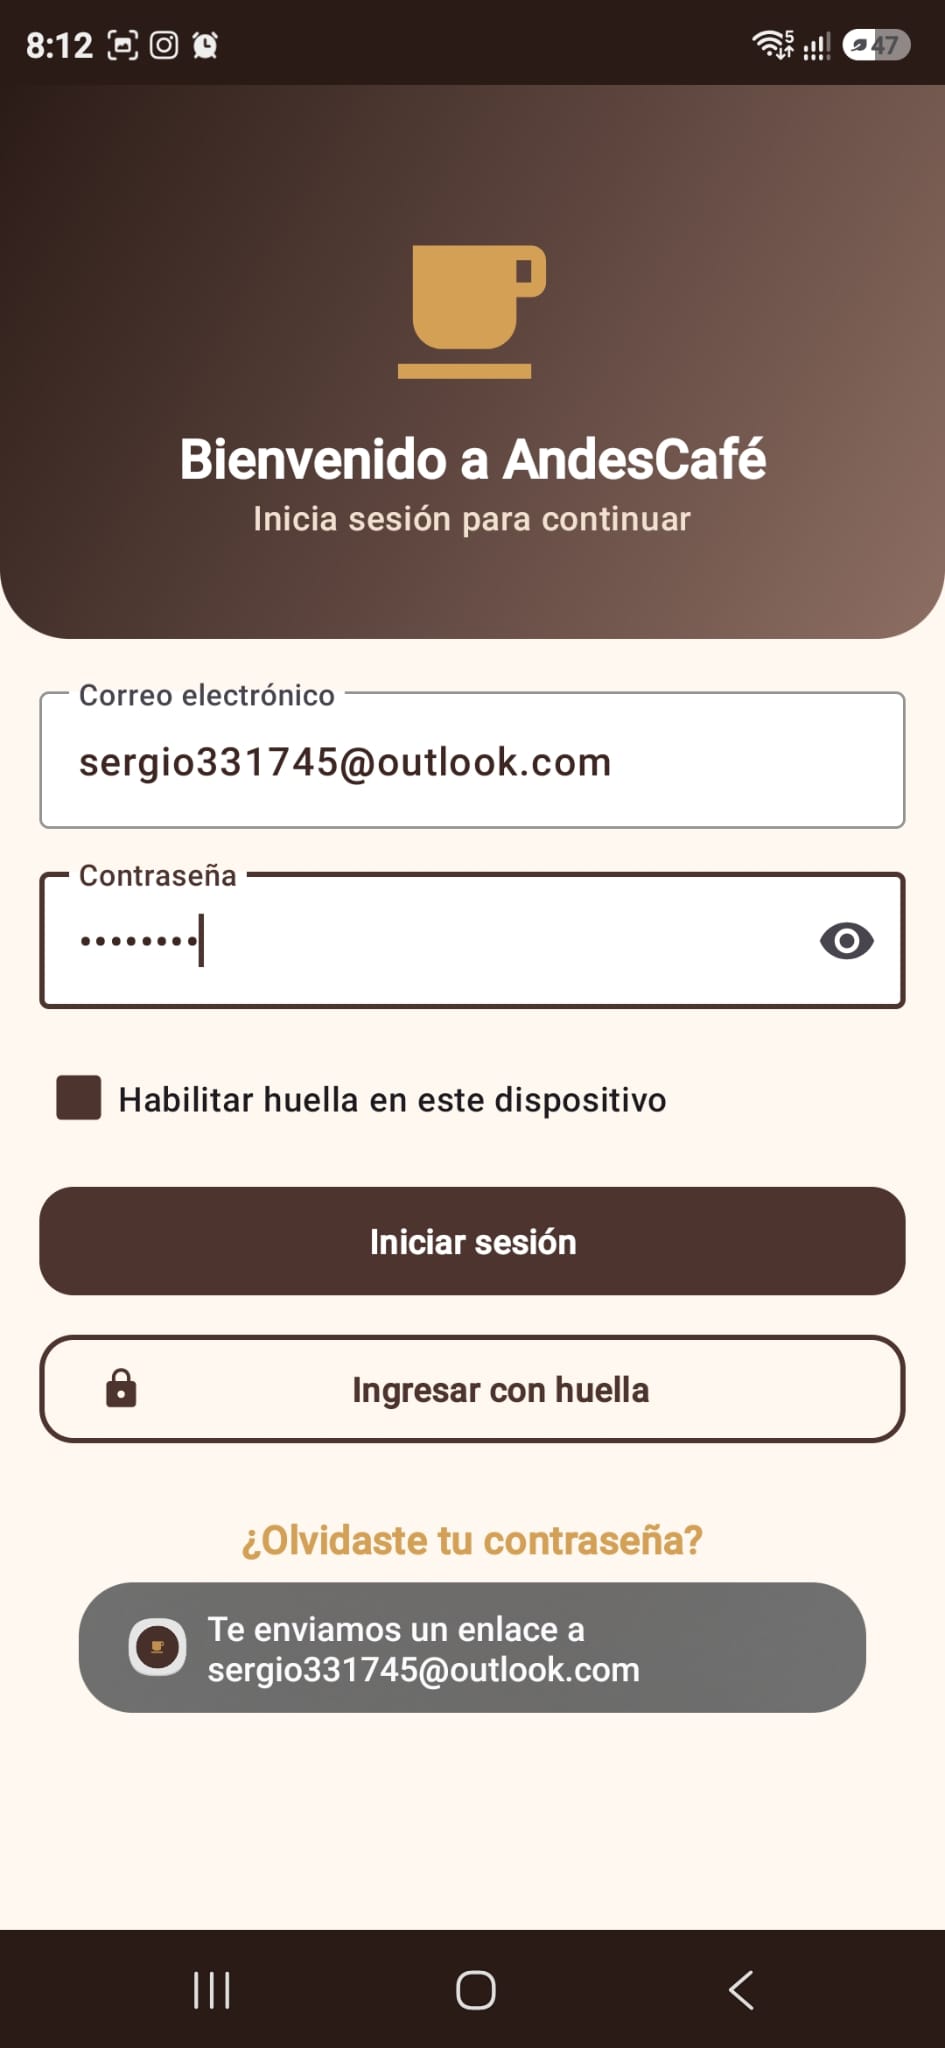 8:12
5
47
Bienvenido a AndesCafé
Inicia sesión para continuar
Correo electrónico
sergio331745@outlook.com
Contraseña
Habilitar huella en este dispositivo
Iniciar sesión
Ingresar con huella
¿Olvidaste tu contraseña?
Te enviamos un enlace a
sergio331745@outlook.com